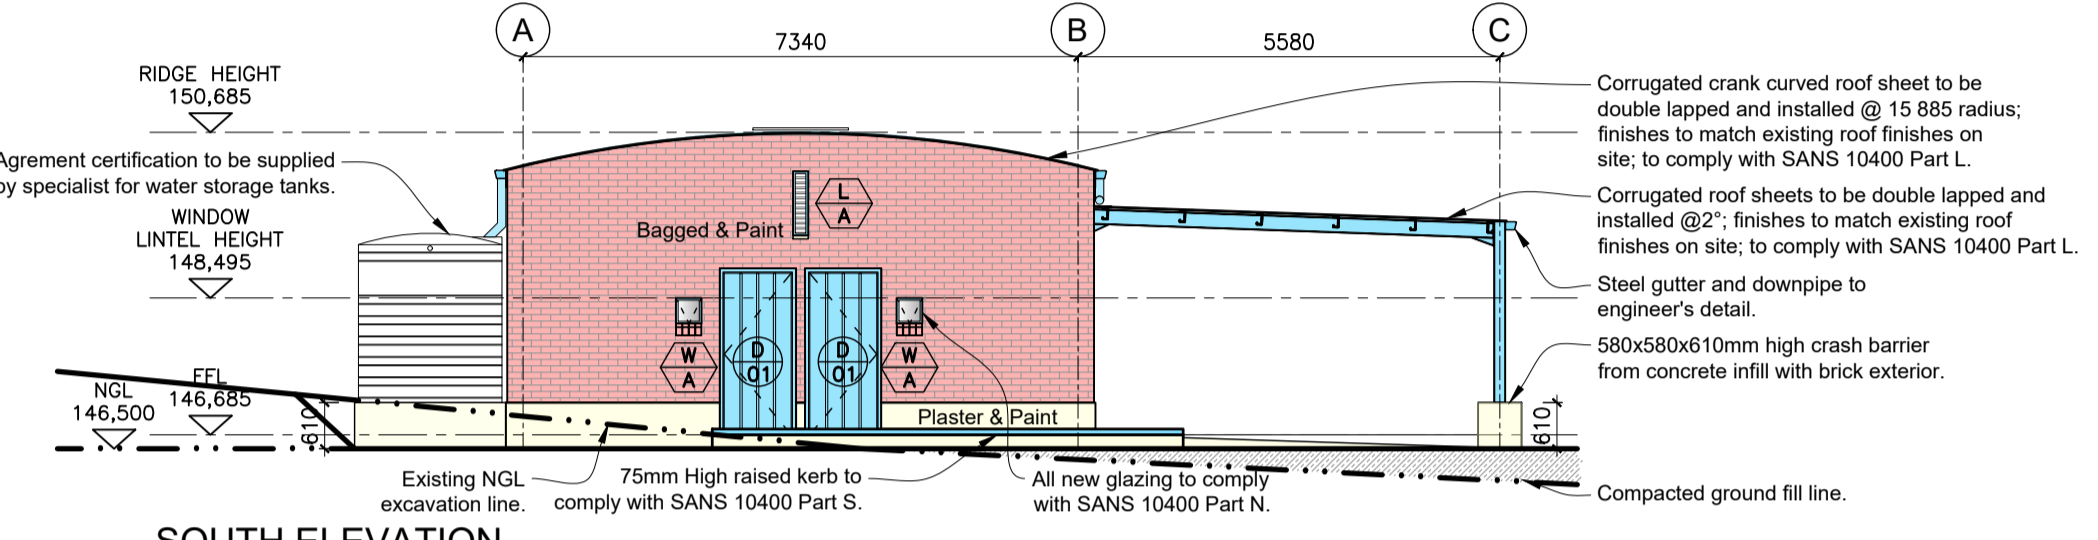 A
B
C
7340
5580
RIDGE HEIGHT
150,685
Agrement certification to be supplied
by specialist for water storage tanks.
WINDOW
LINTEL HEIGHT
148,495
NGL
146,500
FFL
146,685
610
Bagged & Paint
L
A
W
A
D
01
D
01
W
A
Plaster & Paint
Corrugated crank curved roof sheet to be
double lapped and installed @ 15 885 radius;
finishes to match existing roof finishes on
site; to comply with SANS 10400 Part L.
Corrugated roof sheets to be double lapped and
installed @2°; finishes to match existing roof
finishes on site; to comply with SANS 10400 Part L.
Steel gutter and downpipe to
engineer's detail.
580x580x610mm high crash barrier
from concrete infill with brick exterior.
610
Existing NGL
excavation line.
75mm High raised kerb to
comply with SANS 10400 Part S.
All new glazing to comply
with SANS 10400 Part N.
Compacted ground fill line.
SOUTH ELEVATION